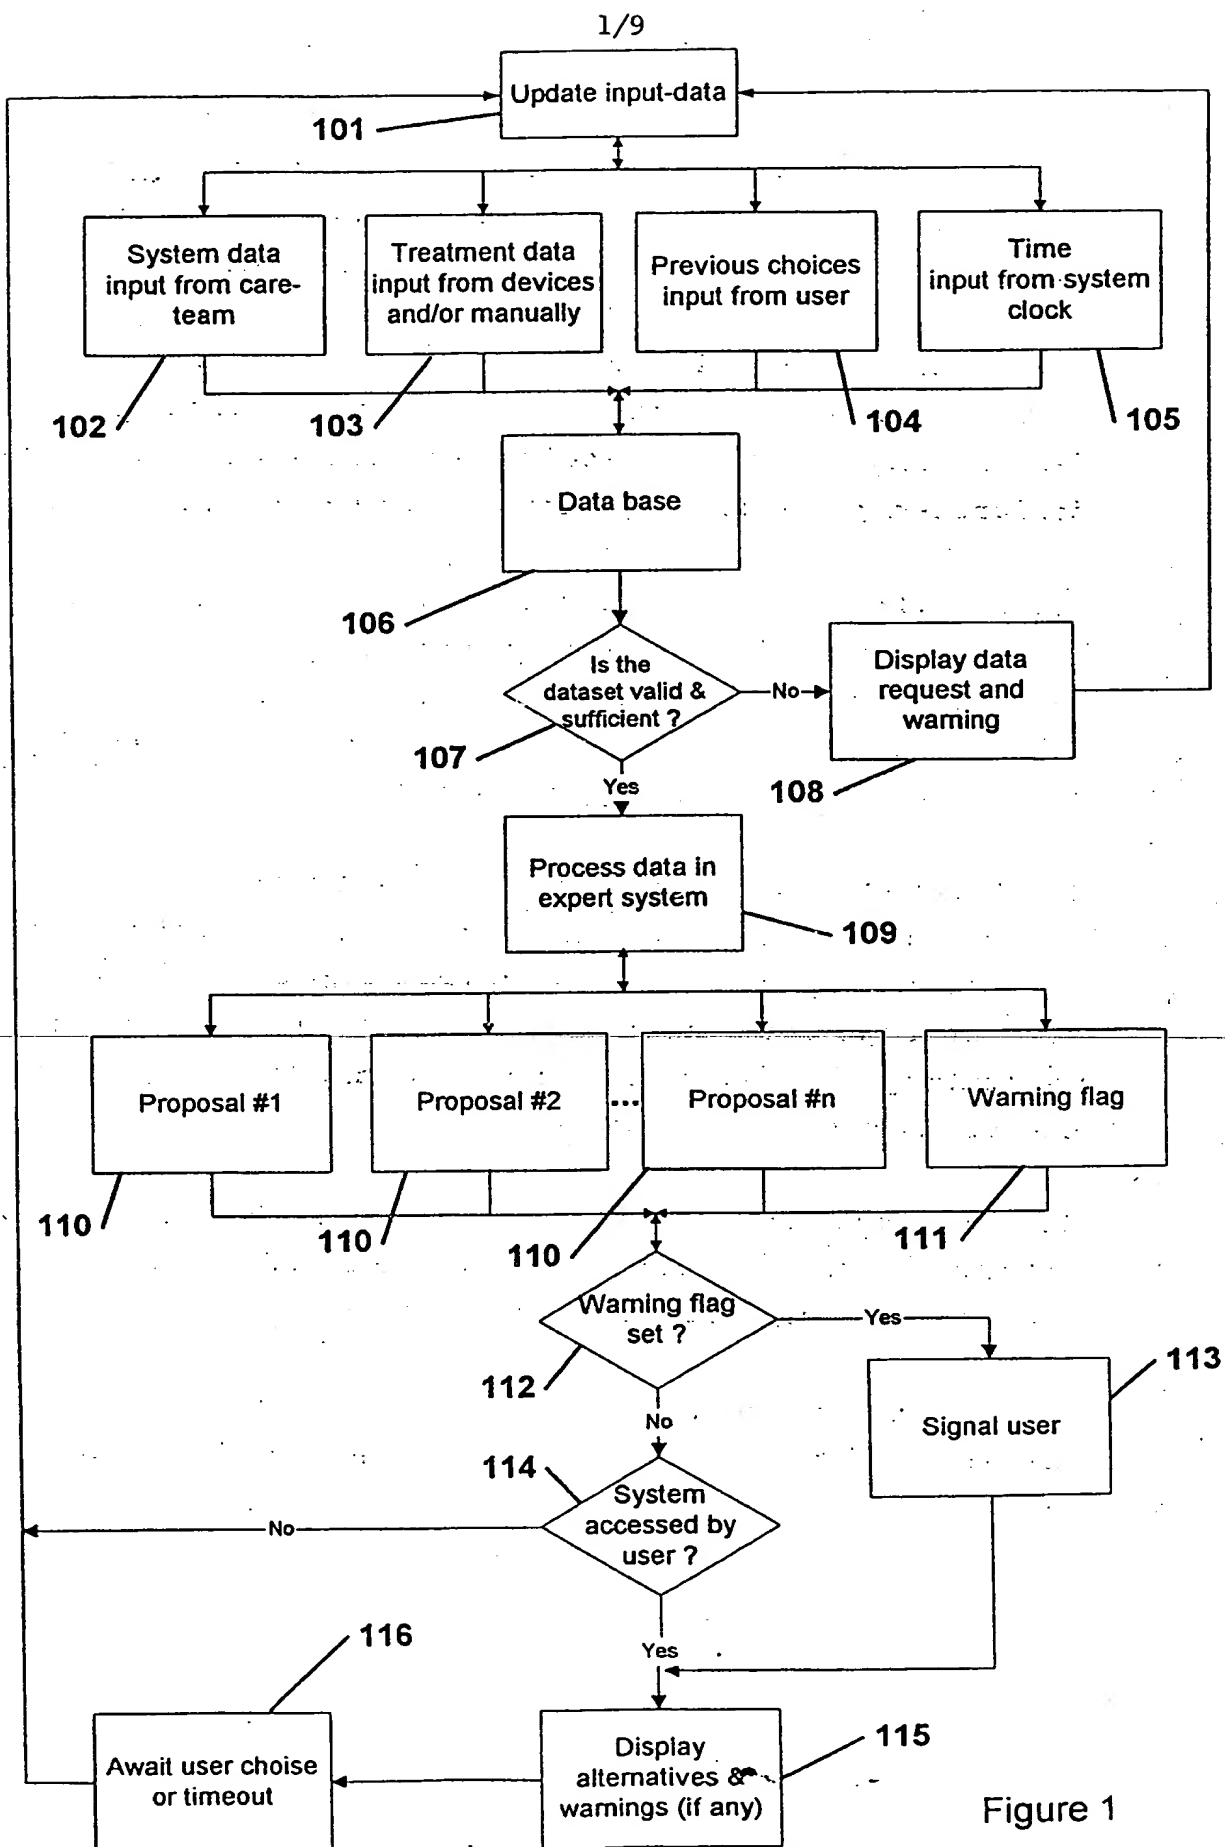 1/9
Update input-data
101
System data
input from care-
team
Treatment data
input from devices
and/or manually
Previous choices
input from user
Time
input from system
clock
102
103
104
105
Data base
106
Is the
dataset valid &
sufficient ?
No
Display data
request and
warning
107
108
Yes
Process data in
expert system
109
Proposal #1
Proposal #2
...
Proposal #n
Warning flag
110
110
110
111
Warning flag
set ?
Yes
112
113
No
Signal user
114
System
accessed by
user ?
No
116
Yes
115
Await user choise
or timeout
Display
alternatives &
warnings (if any)
Figure 1